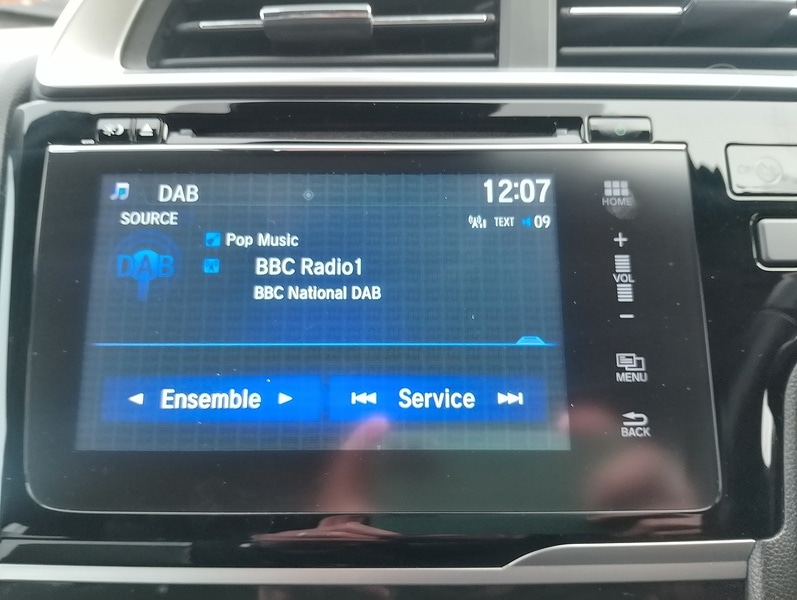 DAB
12:07
SOURCE
TEXT
09
DAB
Pop Music
BBC Radio1
BBC National DAB
Ensemble
Service
HOME
+
VOL
−
MENU
BACK